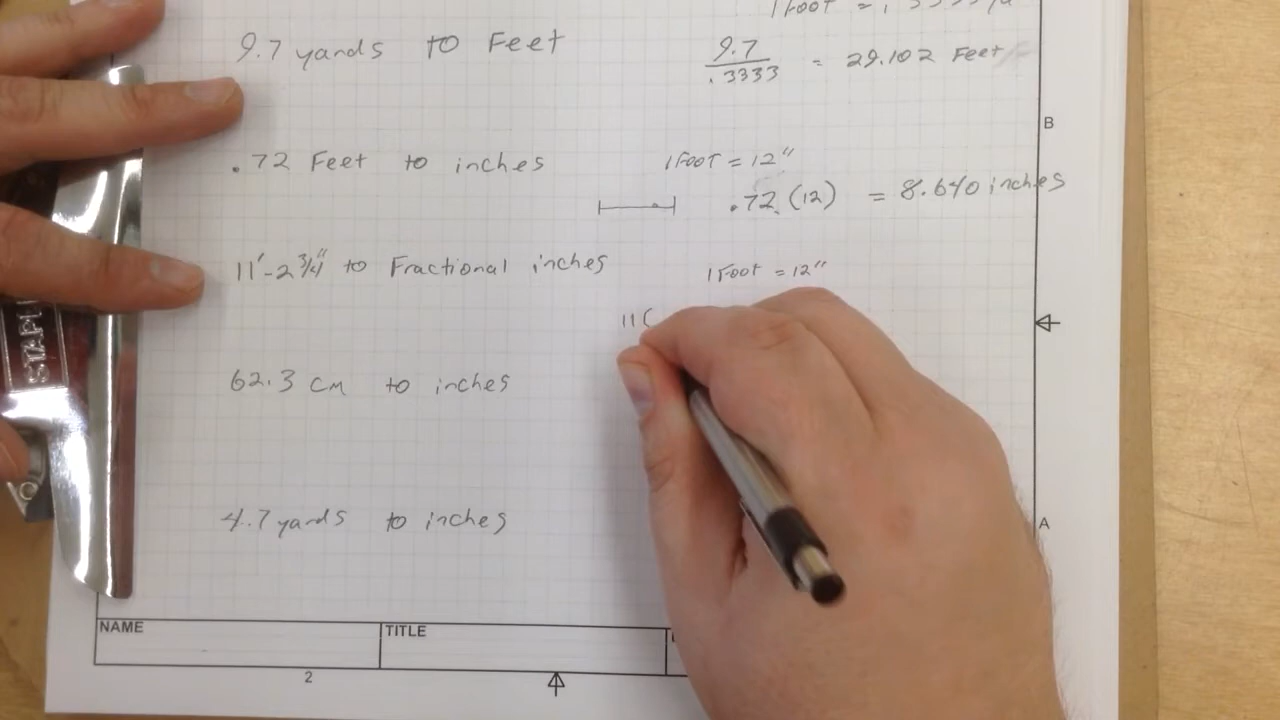 1 Foot = .3333 yd
9.7 yards to Feet
9.7
.3333 = 29.102 Feet
B
.72 Feet to inches
1 Foot = 12"
.72 (12) = 8.640 inches
11'-2 3/4" to Fractional inches
1 Foot = 12"
11(
62.3 cm to inches
4.7 yards to inches
A
NAME
TITLE
2